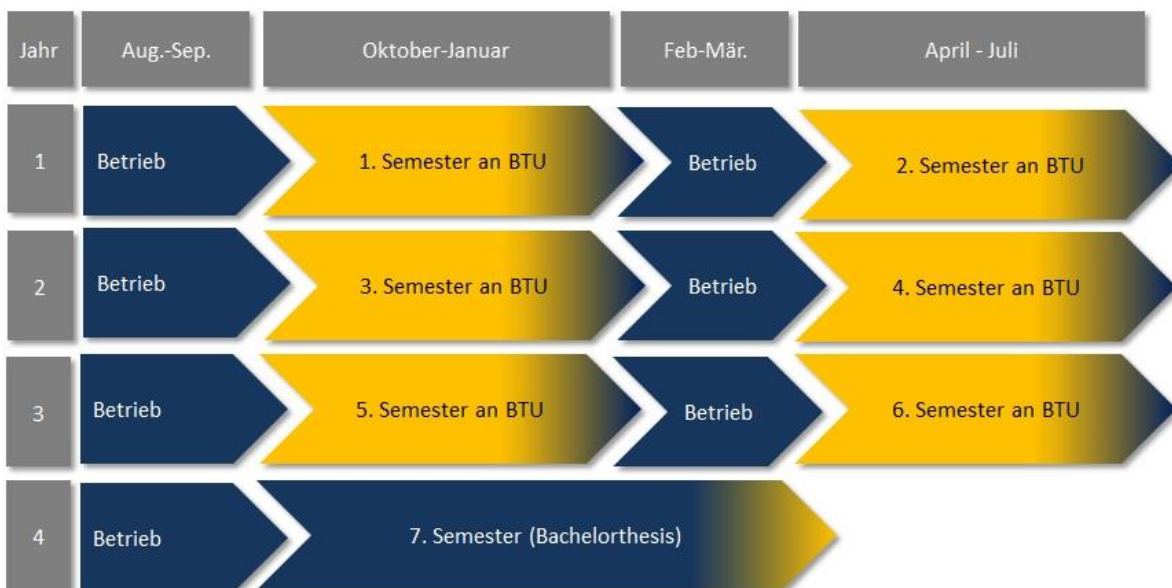 Jahr
Aug.-Sep.
Oktober-Januar
Feb-Mär.
April - Juli
1
Betrieb
1. Semester an BTU
Betrieb
2. Semester an BTU
2
Betrieb
3. Semester an BTU
Betrieb
4. Semester an BTU
3
Betrieb
5. Semester an BTU
Betrieb
6. Semester an BTU
4
Betrieb
7. Semester (Bachelorthesis)